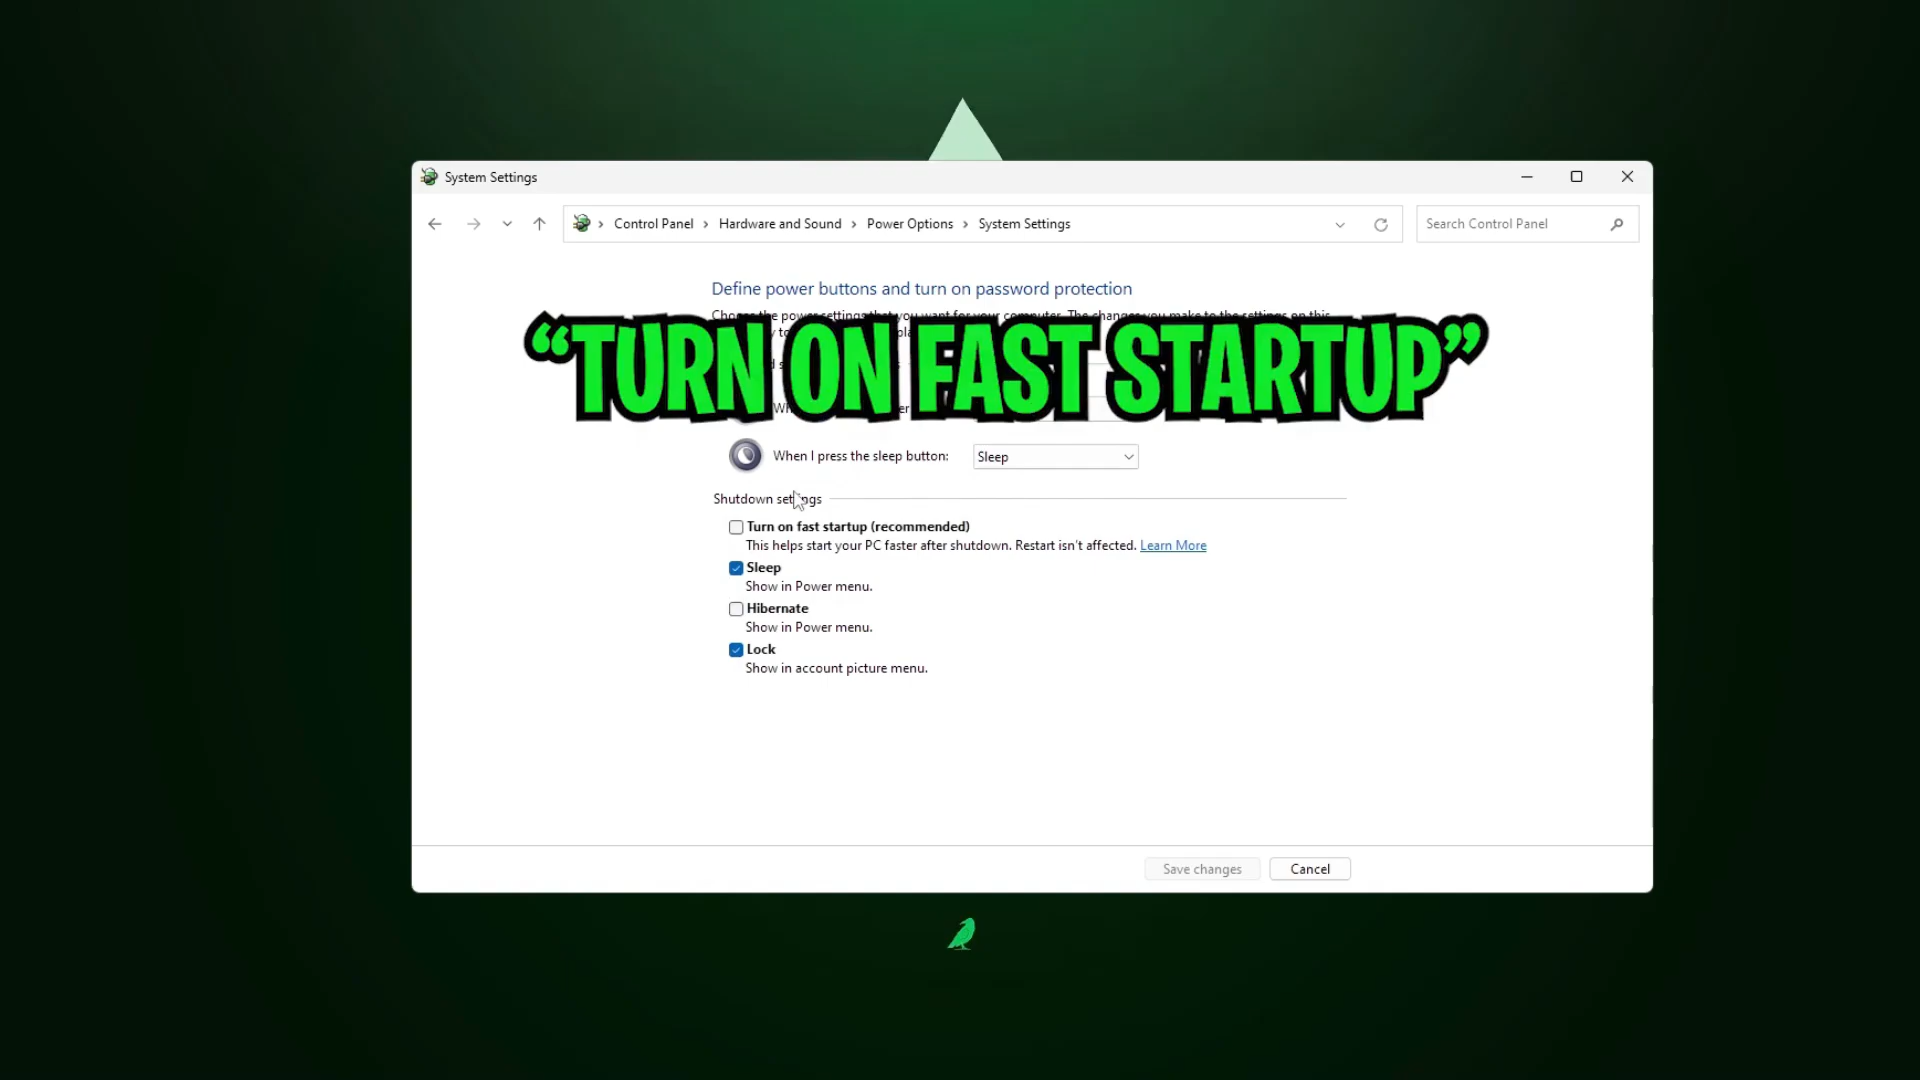 System Settings
Control Panel > Hardware and Sound > Power Options > System Settings
Search Control Panel
Define power buttons and turn on password protection
“TURN ON FAST STARTUP”
When I press the sleep button: Sleep
Shutdown settings
Turn on fast startup (recommended)
This helps start your PC faster after shutdown. Restart isn't affected. Learn More
Sleep
Show in Power menu.
Hibernate
Show in Power menu.
Lock
Show in account picture menu.
Save changes Cancel